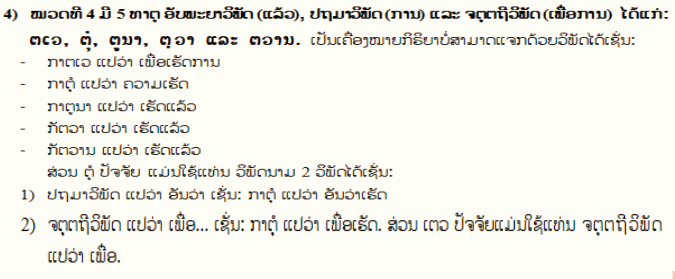 4) ໝວດທີ 4 ມີ 5 ທາຕຸ ອັບພະຍາວິພັດ (ແລ້ວ), ປຖມາວິພັດ (ການ) ແລະ ຈຕຸຕຖີວິພັດ (ເພື່ອການ) ໄດ້ແກ່:
ຕເວ, ຕຸໍ, ຕູນາ, ຕຸວາ ແລະ ຕວານ. ເປັນເຄື່ອງໝາຍກິຣິຍາບໍ່ສາມາດແຈກດ້ວຍວິພັດໄດ້ເຊັ່ນ:
- ກາຕເວ ແປວ່າ ເພື່ອເຮັດການ
- ກາຕຸໍ ແປວ່າ ຄວາມເຮັດ
- ກາຕູນາ ແປວ່າ ເຮັດແລ້ວ
- ກັຕວາ ແປວ່າ ເຮັດແລ້ວ
- ກັຕວານ ແປວ່າ ເຮັດແລ້ວ
ສ່ວນ ຕຸໍ ປັຈຈັຍ ແມ່ນໃຊ້ແທ່ນ ວິພັດນາມ 2 ວິພັດໄດ້ເຊັ່ນ:
1) ປຖມາວິພັດ ແປວ່າ ອັນວ່າ ເຊັ່ນ: ກາຕຸໍ ແປວ່າ ອັນວ່າເຮັດ
2) ຈຕຸຕຖີວິພັດ ແປວ່າ ເພື່ອ... ເຊັ່ນ: ກາຕຸໍ ແປວ່າ ເພື່ອເຮັດ. ສ່ວນ ເຕວ ປັຈຈັຍແມ່ນໃຊ້ແທ່ນ ຈຕຸຕຖີວິພັດ
ແປວ່າ ເພື່ອ.